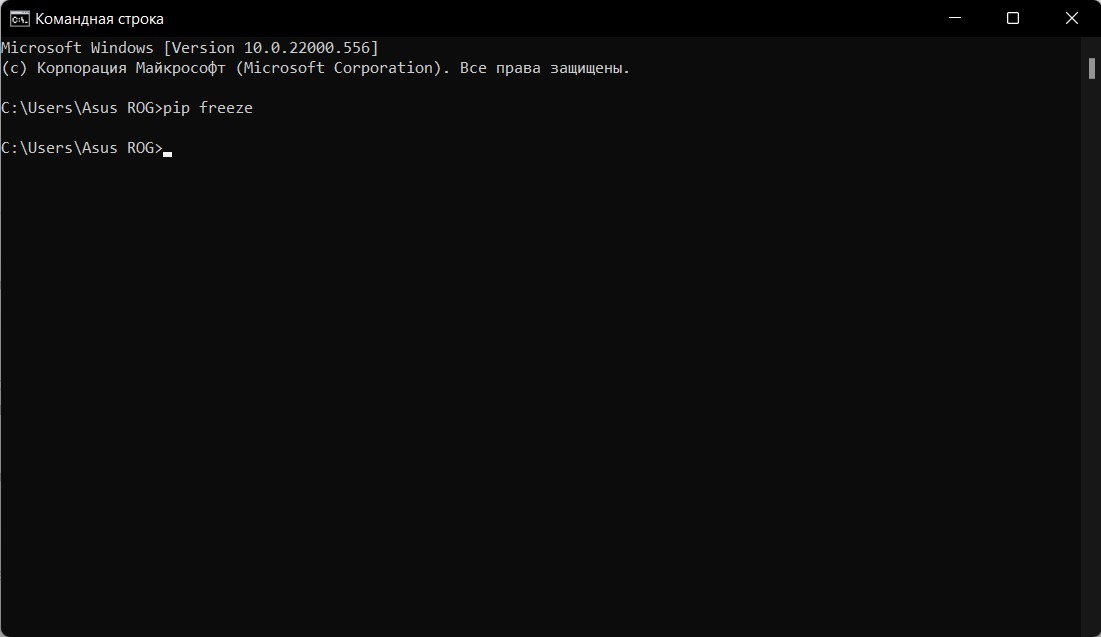 Командная строка
Microsoft Windows [Version 10.0.22000.556]
(c) Корпорация Майкрософт (Microsoft Corporation). Все права защищены.
C:\Users\Asus ROG>pip freeze
C:\Users\Asus ROG>